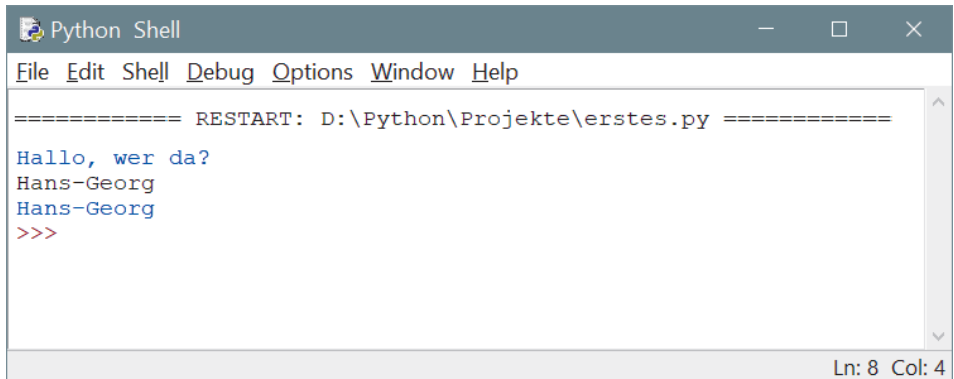 Python Shell
File Edit Shell Debug Options Window Help
============ RESTART: D:\Python\Projekte\erstes.py ============
Hallo, wer da?
Hans-Georg
Hans-Georg
>>>
Ln: 8 Col: 4